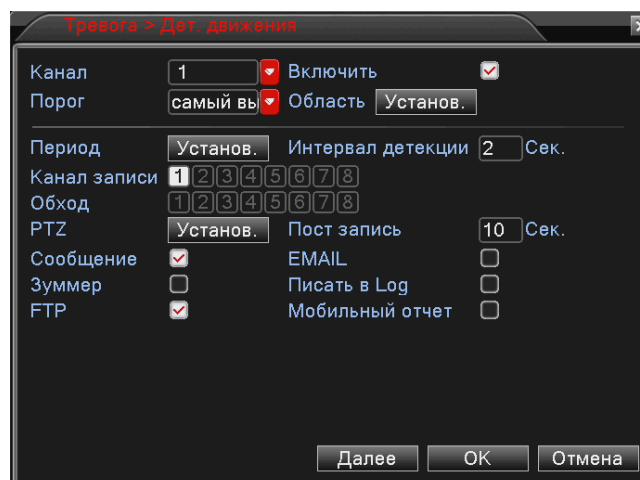 Тревога > Дет. движения
Канал 1 Включить
Порог самый вы Область Установ.
Период Установ. Интервал детекции 2 Сек.
Канал записи 1 2 3 4 5 6 7 8
Обход 1 2 3 4 5 6 7 8
PTZ Установ. Пост запись 10 Сек.
Сообщение EMAIL
Зуммер Писать в Log
FTP Мобильный отчет
Далее OK Отмена